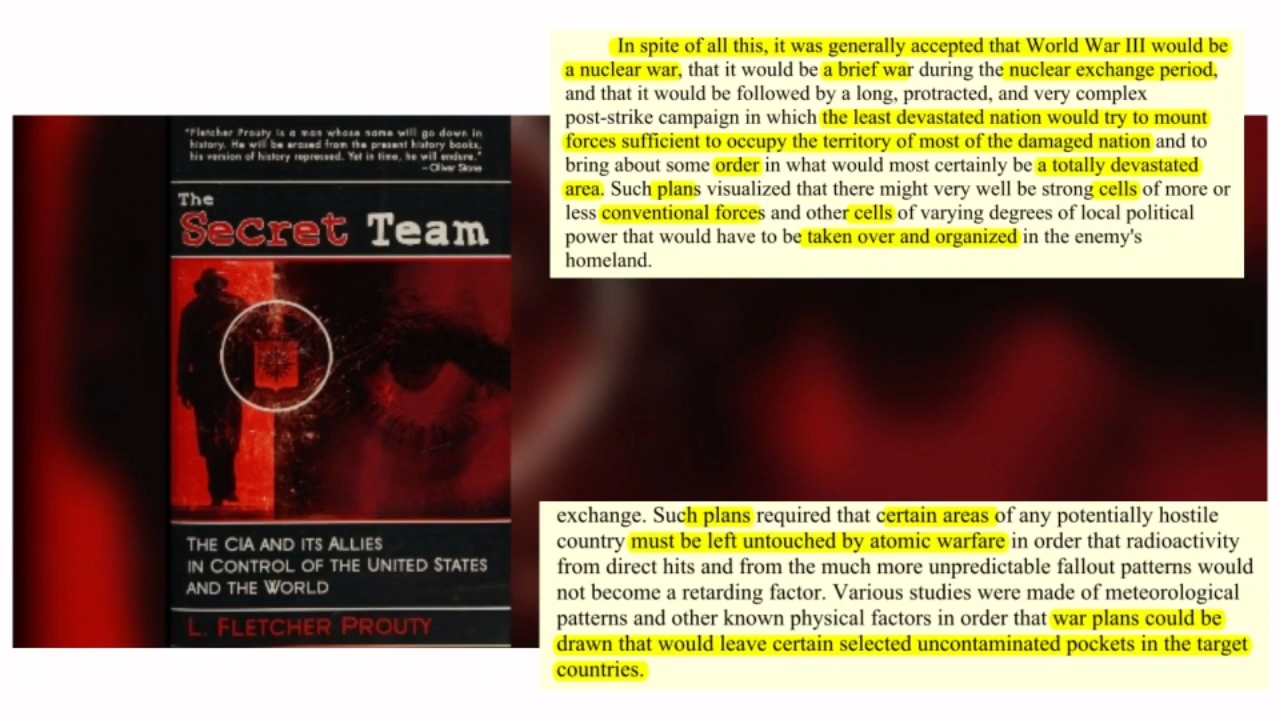 "Fletcher Prouty is a man whose name will go down in
history. He will be erased from the present history books,
his version of history repressed. Yet in time, he will endure."
- Oliver Stone
The
Secret Team
THE CIA AND ITS ALLIES
IN CONTROL OF THE UNITED STATES
AND THE WORLD
L. FLETCHER PROUTY
In spite of all this, it was generally accepted that World War III would be
a nuclear war, that it would be a brief war during the nuclear exchange period,
and that it would be followed by a long, protracted, and very complex
post-strike campaign in which the least devastated nation would try to mount
forces sufficient to occupy the territory of most of the damaged nation and to
bring about some order in what would most certainly be a totally devastated
area. Such plans visualized that there might very well be strong cells of more or
less conventional forces and other cells of varying degrees of local political
power that would have to be taken over and organized in the enemy's
homeland.
exchange. Such plans required that certain areas of any potentially hostile
country must be left untouched by atomic warfare in order that radioactivity
from direct hits and from the much more unpredictable fallout patterns would
not become a retarding factor. Various studies were made of meteorological
patterns and other known physical factors in order that war plans could be
drawn that would leave certain selected uncontaminated pockets in the target
countries.